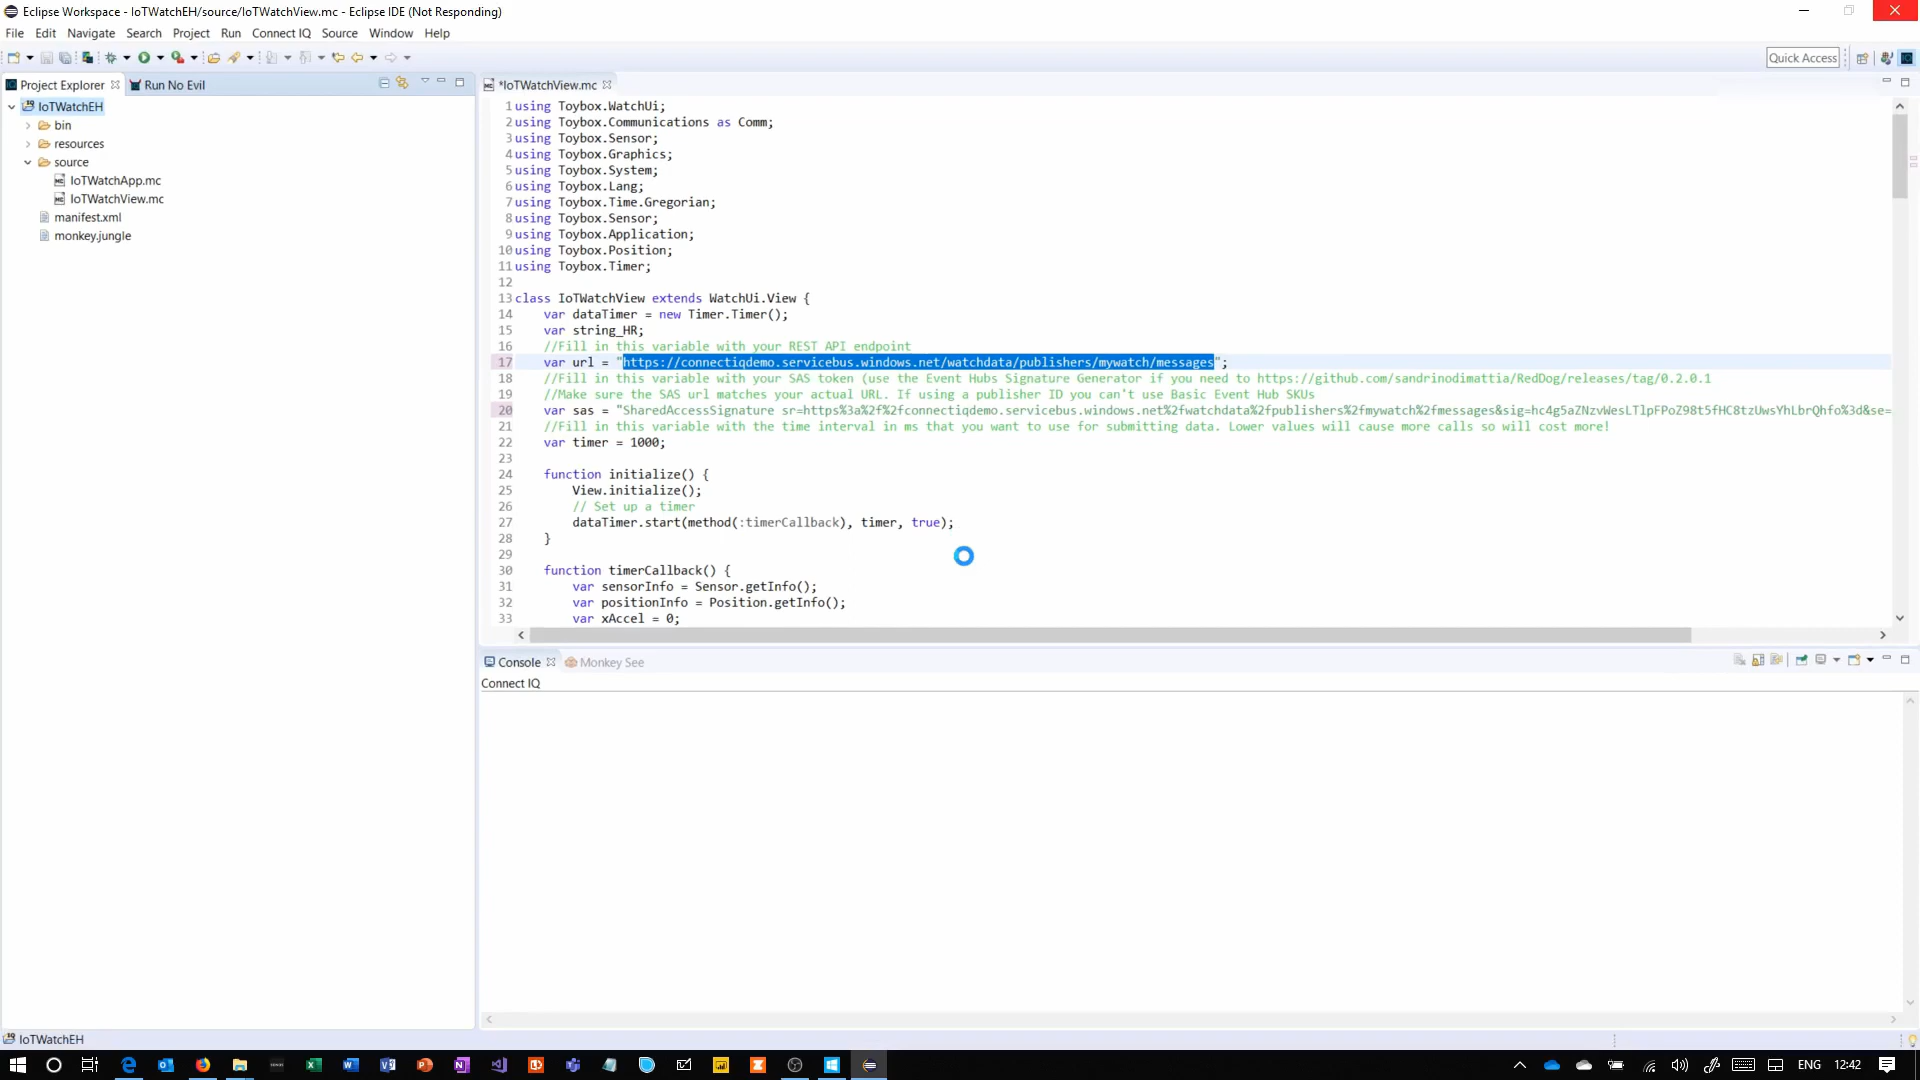 Eclipse Workspace - IoTWatchEH/source/IoTWatchView.mc - Eclipse IDE (Not Responding)
File Edit Navigate Search Project Run Connect IQ Source Window Help
Quick Access
Project Explorer Run No Evil
IoTWatchEH
bin
resources
source
IoTWatchApp.mc
IoTWatchView.mc
manifest.xml
monkey.jungle
*IoTWatchView.mc
1 using Toybox.WatchUi;
2 using Toybox.Communications as Comm;
3 using Toybox.Sensor;
4 using Toybox.Graphics;
5 using Toybox.System;
6 using Toybox.Lang;
7 using Toybox.Time.Gregorian;
8 using Toybox.Sensor;
9 using Toybox.Application;
10 using Toybox.Position;
11 using Toybox.Timer;
12
13 class IoTWatchView extends WatchUi.View {
14 var dataTimer = new Timer.Timer();
15 var string_HR;
16 //Fill in this variable with your REST API endpoint
17 var url = "https://connectiqdemo.servicebus.windows.net/watchdata/publishers/mywatch/messages";
18 //Fill in this variable with your SAS token (use the Event Hubs Signature Generator if you need to https://github.com/sandrinodimattia/RedDog/releases/tag/0.2.0.1
19 //Make sure the SAS url matches your actual URL. If using a publisher ID you can't use Basic Event Hub SKUs
20 var sas = "SharedAccessSignature sr=https%3a%2f%2fconnectiqdemo.servicebus.windows.net%2fwatchdata%2fpublishers%2fmywatch%2fmessages&sig=hc4g5aZNzvWesLTlpFPoZ98t5fHC8tzUwsYhLbrQhfo%3d&se=
21 //Fill in this variable with the time interval in ms that you want to use for submitting data. Lower values will cause more calls so will cost more!
22 var timer = 1000;
23
24 function initialize() {
25 View.initialize();
26 // Set up a timer
27 dataTimer.start(method(:timerCallback), timer, true);
28 }
29
30 function timerCallback() {
31 var sensorInfo = Sensor.getInfo();
32 var positionInfo = Position.getInfo();
33 var xAccel = 0;
Console Monkey See
Connect IQ
IoTWatchEH
ENG 12:42